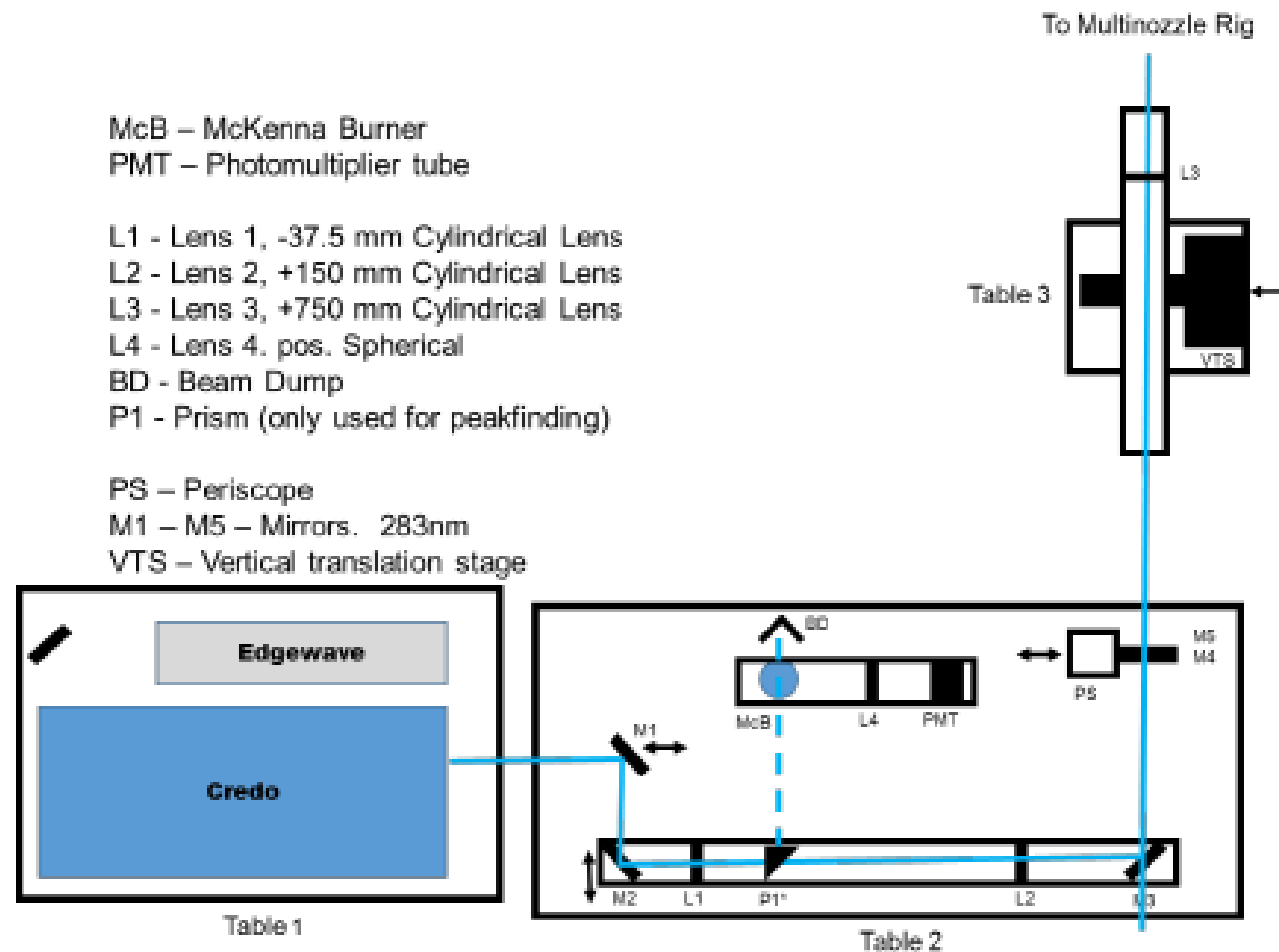 To Multinozzle Rig
McB – McKenna Burner
PMT – Photomultiplier tube
L1 - Lens 1, -37.5 mm Cylindrical Lens
L2 - Lens 2, +150 mm Cylindrical Lens
L3 - Lens 3, +750 mm Cylindrical Lens
L4 - Lens 4. pos. Spherical
BD - Beam Dump
P1 - Prism (only used for peakfinding)
PS – Periscope
M1 – M5 – Mirrors. 283nm
VTS – Vertical translation stage
L3
Table 3
VTS
Edgewave
Credo
Table 1
BD
McB
L4
PMT
M5
M4
PS
M1
M2
L1
P1*
L2
M3
Table 2